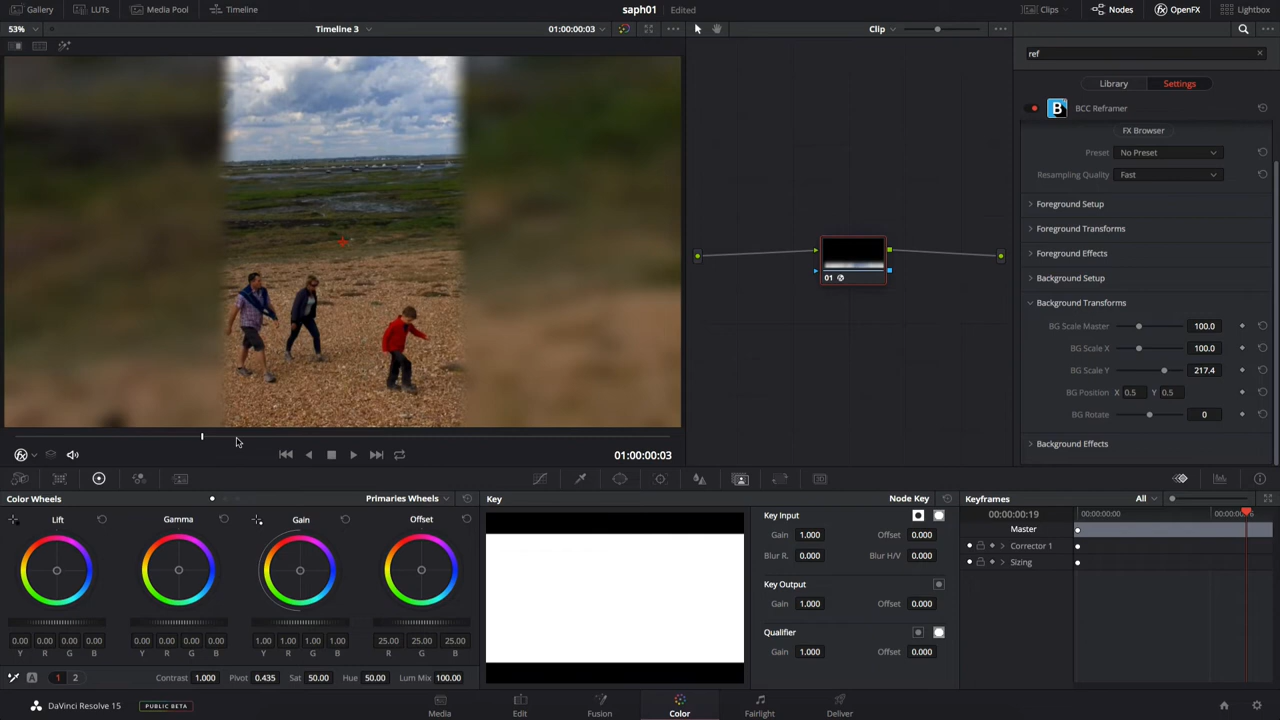 Gallery LUTs Media Pool Timeline saph01 Edited Clips Nodes OpenFX Lightbox
53% Timeline 3 01:00:00:03 Clip
ref
Library Settings
B BCC Reframer
FX Browser
Preset No Preset
Resampling Quality Fast
Foreground Setup
Foreground Transforms
Foreground Effects
Background Setup
01
Background Transforms
BG Scale Master 100.0
BG Scale X 100.0
BG Scale Y 217.4
BG Position X 0.5 Y 0.5
BG Rotate 0
Background Effects
01:00:00:03
Color Wheels Primaries Wheels Key Node Key Keyframes All
Lift Gamma Gain Offset
Key Input
Gain 1.000 Offset 0.000
Blur R. 0.000 Blur H/V 0.000
Key Output
Gain 1.000 Offset 0.000
Qualifier
Gain 1.000 Offset 0.000
00:00:00:19 00:00:00:00
Master
Corrector 1
Sizing
0.00 0.00 0.00 0.00 0.00 0.00 0.00 0.00 1.00 1.00 1.00 1.00 25.00 25.00 25.00
Y R G B Y R G B Y R G B R G B
A 1 2 Contrast 1.000 Pivot 0.435 Sat 50.00 Hue 50.00 Lum Mix 100.00
DaVinci Resolve 15 PUBLIC BETA Media Edit Fusion Color Fairlight Deliver